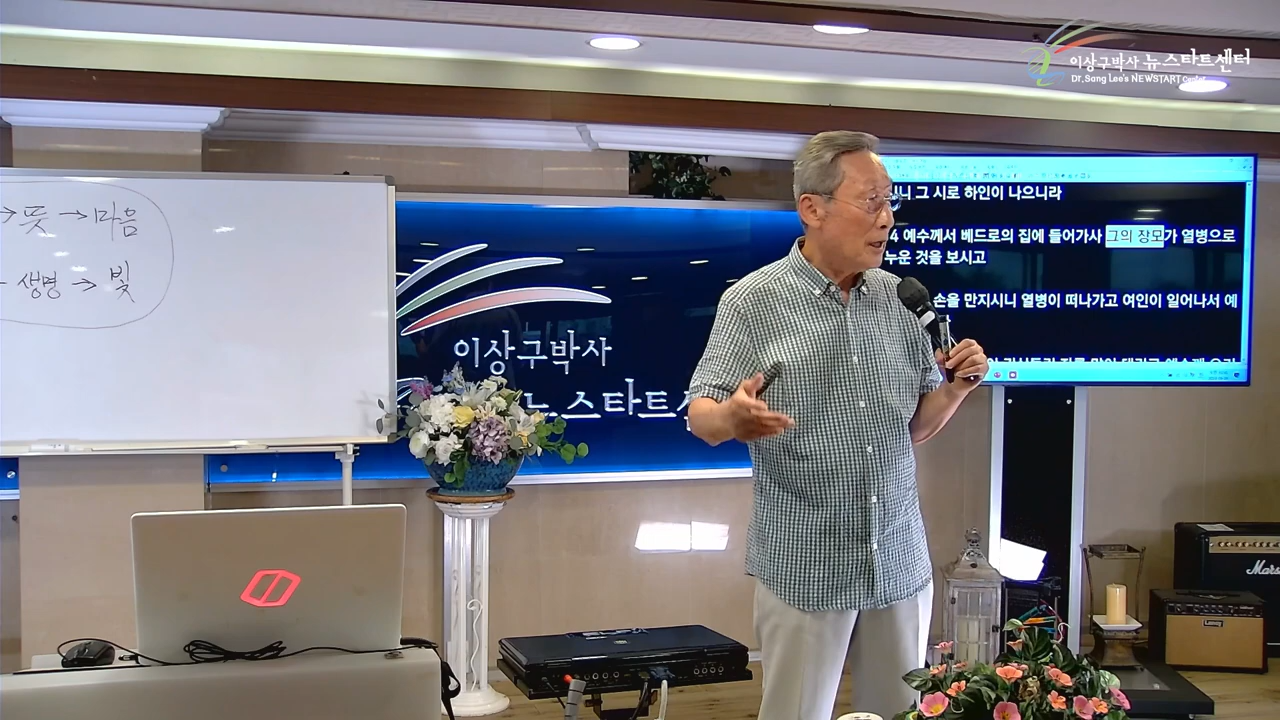 이상구박사 뉴스타트센터
Dr. Sang Lee's NEWSTART Center
→ 뜻 → 마음
생명 → 빛
이상구박사
뉴스타트
니 그 시로 하인이 나으니라
4 예수께서 베드로의 집에 들어가사 그의 장모가 열병으로
누운 것을 보시고
손을 만지시니 열병이 떠나가고 여인이 일어나서 예
Mars
Laney